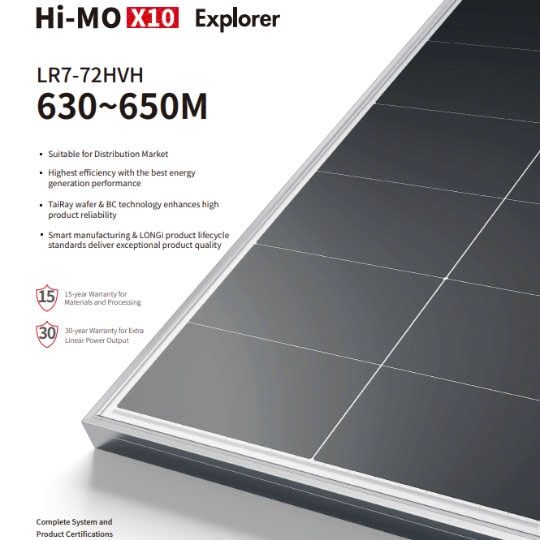 Hi-MO X10 Explorer
LR7-72HVH
630~650M
• Suitable for Distribution Market
• Highest efficiency with the best energy
generation performance
• TaiRay wafer & BC technology enhances high
product reliability
• Smart manufacturing & LONGi product lifecycle
standards deliver exceptional product quality
15 15-year Warranty for
Materials and Processing
30 30-year Warranty for Extra
Linear Power Output
Complete System and
Product Certifications